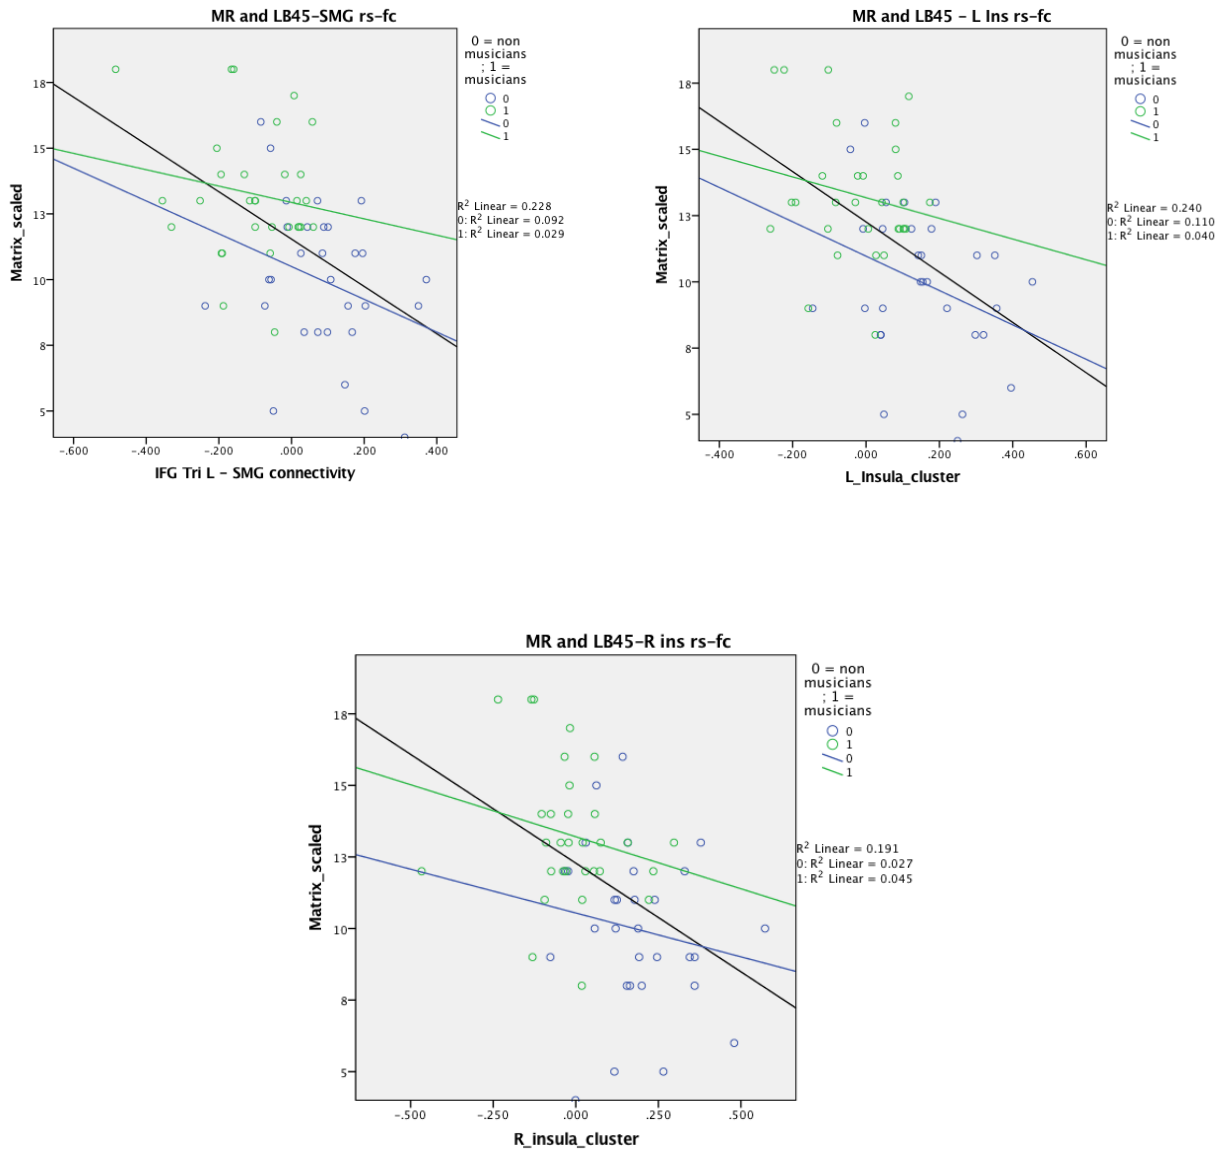 MR and LB45-SMG rs-fc
0 = non
musicians
; 1 =
musicians
0
1
0
1
R² Linear = 0.228
0: R² Linear = 0.092
1: R² Linear = 0.029
Matrix_scaled
18
15
13
10
8
5
-.600
-.400
-.200
.000
.200
.400
IFG Tri L - SMG connectivity
MR and LB45 - L Ins rs-fc
0 = non
musicians
; 1 =
musicians
0
1
0
1
R² Linear = 0.240
0: R² Linear = 0.110
1: R² Linear = 0.040
Matrix_scaled
18
15
13
10
8
5
-.400
-.200
.000
.200
.400
.600
L_Insula_cluster
MR and LB45-R ins rs-fc
0 = non
musicians
; 1 =
musicians
0
1
0
1
R² Linear = 0.191
0: R² Linear = 0.027
1: R² Linear = 0.045
Matrix_scaled
18
15
13
10
8
5
-.500
-.250
.000
.250
.500
R_insula_cluster